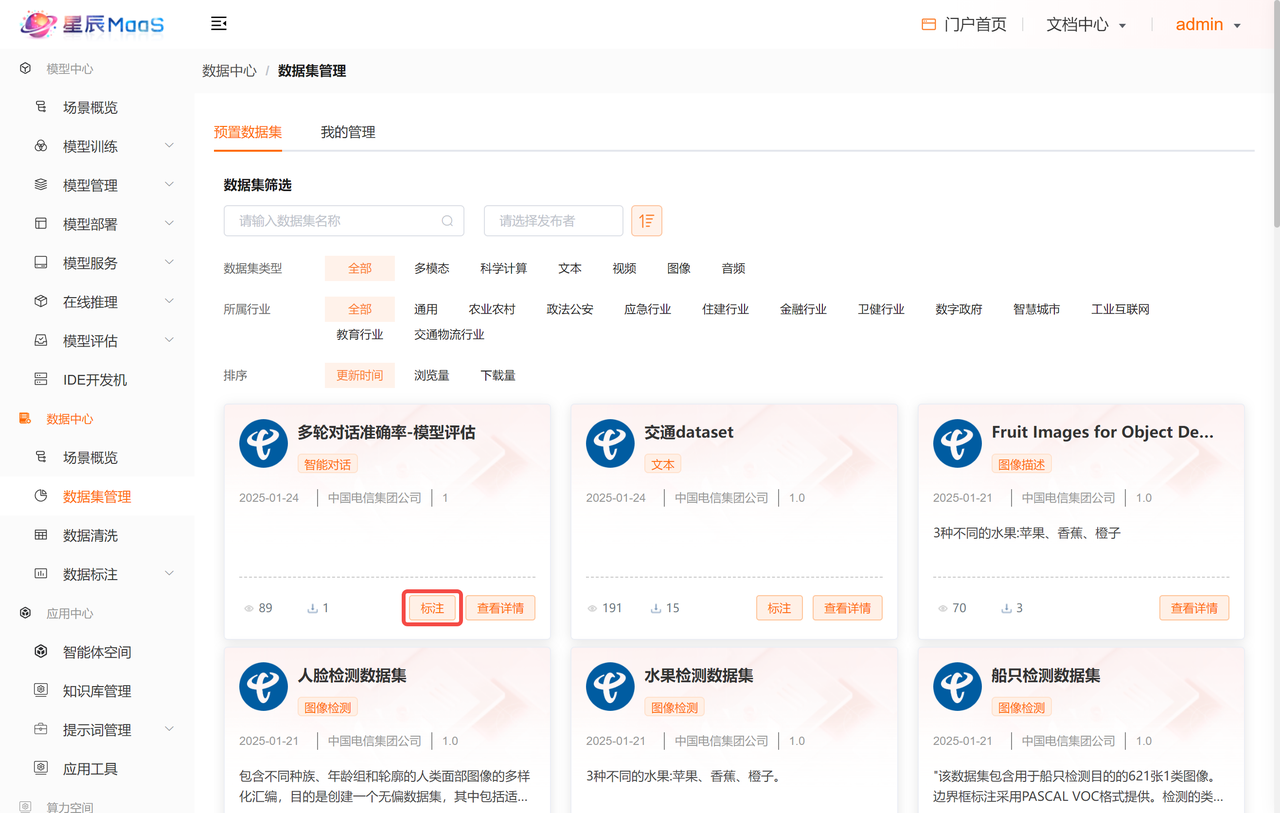 星辰MaaS
门户首页
文档中心
admin
模型中心
场景概览
模型训练
模型管理
模型部署
模型服务
在线推理
模型评估
IDE开发机
数据中心
场景概览
数据集管理
数据清洗
数据标注
应用中心
智能体空间
知识库管理
提示词管理
应用工具
算力空间
数据中心 / 数据集管理
预置数据集 我的管理
数据集筛选
请输入数据集名称 请选择发布者
数据集类型 全部 多模态 科学计算 文本 视频 图像 音频
所属行业 全部 通用 农业农村 政法公安 应急行业 住建行业 金融行业 卫健行业 数字政府 智慧城市 工业互联网
教育行业 交通物流行业
排序 更新时间 浏览量 下载量
多轮对话准确率-模型评估
智能对话
2025-01-24 中国电信集团公司 1
89 1 标注 查看详情
交通dataset
文本
2025-01-24 中国电信集团公司 1.0
191 15 标注 查看详情
Fruit Images for Object De...
图像描述
2025-01-21 中国电信集团公司 1.0
3种不同的水果:苹果、香蕉、橙子
70 3 查看详情
人脸检测数据集
图像检测
2025-01-21 中国电信集团公司 1.0
包含不同种族、年龄组和轮廓的人类面部图像的多样
化汇编，目的是创建一个无偏数据集，其中包括适...
水果检测数据集
图像检测
2025-01-21 中国电信集团公司 1.0
3种不同的水果:苹果、香蕉、橙子。
船只检测数据集
图像检测
2025-01-21 中国电信集团公司 1.0
"该数据集包含用于船只检测目的的621张1类图像。
边界框标注采用PASCAL VOC格式提供。检测的类...